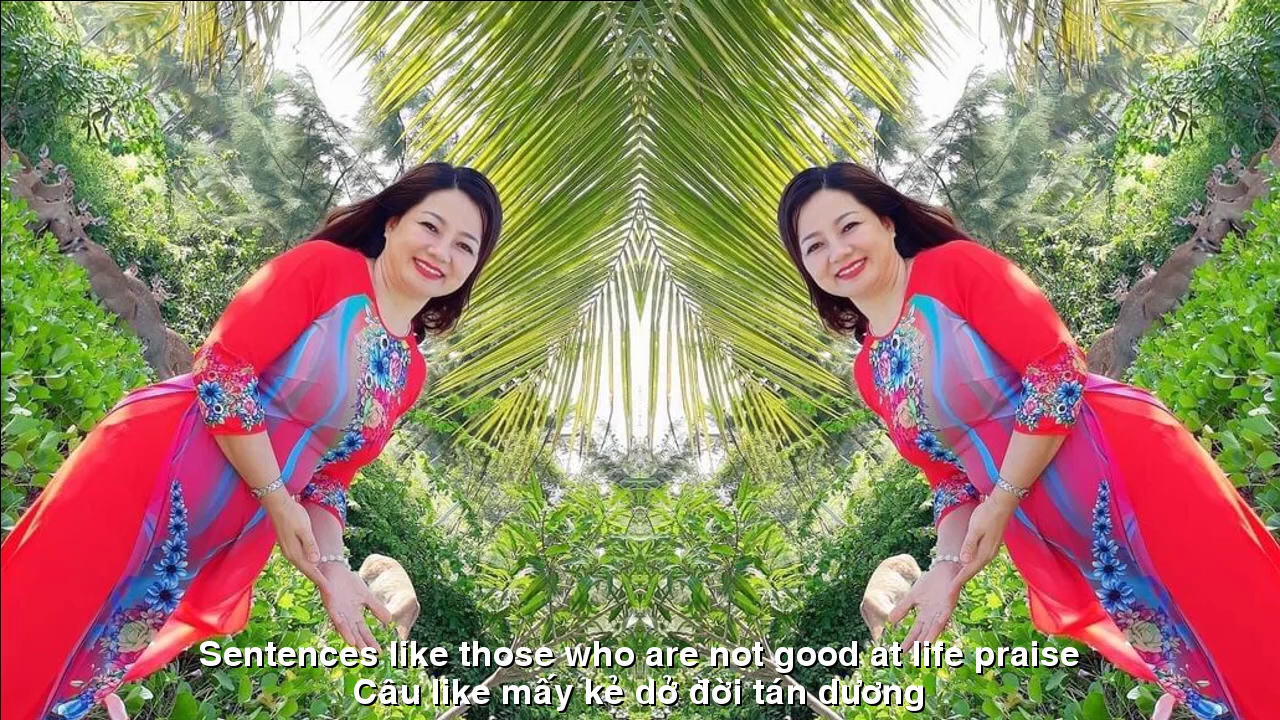 Sentences like those who are not good at life praise
Câu like mấy kẻ dở đời tán dương